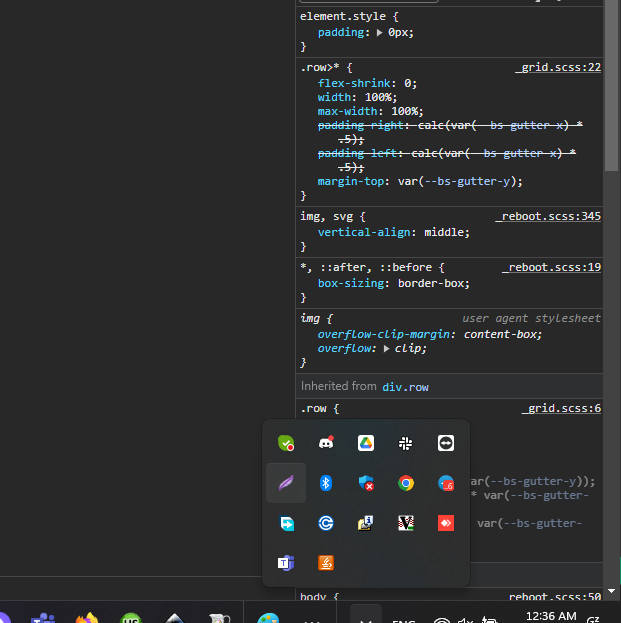 element.style {
padding: 0px;
}
.row>* {
_grid.scss:22
flex-shrink: 0;
width: 100%;
max-width: 100%;
padding-right: calc(var(--bs-gutter-x) *
.5);
padding-left: calc(var(--bs-gutter-x) *
.5);
margin-top: var(--bs-gutter-y);
}
img, svg {
_reboot.scss:345
vertical-align: middle;
}
*, ::after, ::before {
_reboot.scss:19
box-sizing: border-box;
}
img {
user agent stylesheet
overflow-clip-margin: content-box;
overflow: clip;
}
Inherited from div.row
.row {
_grid.scss:6
ar(--bs-gutter-y));
* var(--bs-gutter-
var(--bs-gutter-
body {
reboot.scss:50
ENG
12:36 AM